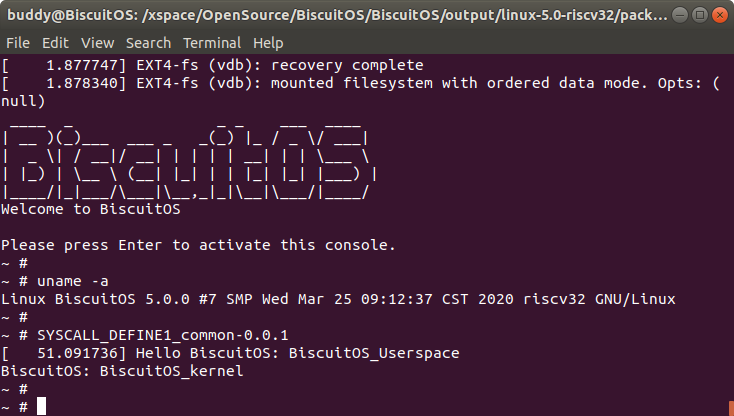 buddy@BiscuitOS: /xspace/OpenSource/BiscuitOS/BiscuitOS/output/linux-5.0-riscv32/pack...
File Edit View Search Terminal Help
[    1.877747] EXT4-fs (vdb): recovery complete
[    1.878340] EXT4-fs (vdb): mounted filesystem with ordered data mode. Opts: (
null)
BiscuitOS
Welcome to BiscuitOS
Please press Enter to activate this console.
~ #
~ # uname -a
Linux BiscuitOS 5.0.0 #7 SMP Wed Mar 25 09:12:37 CST 2020 riscv32 GNU/Linux
~ #
~ # SYSCALL_DEFINE1_common-0.0.1
[   51.091736] Hello BiscuitOS: BiscuitOS_Userspace
BiscuitOS: BiscuitOS_kernel
~ #
~ #